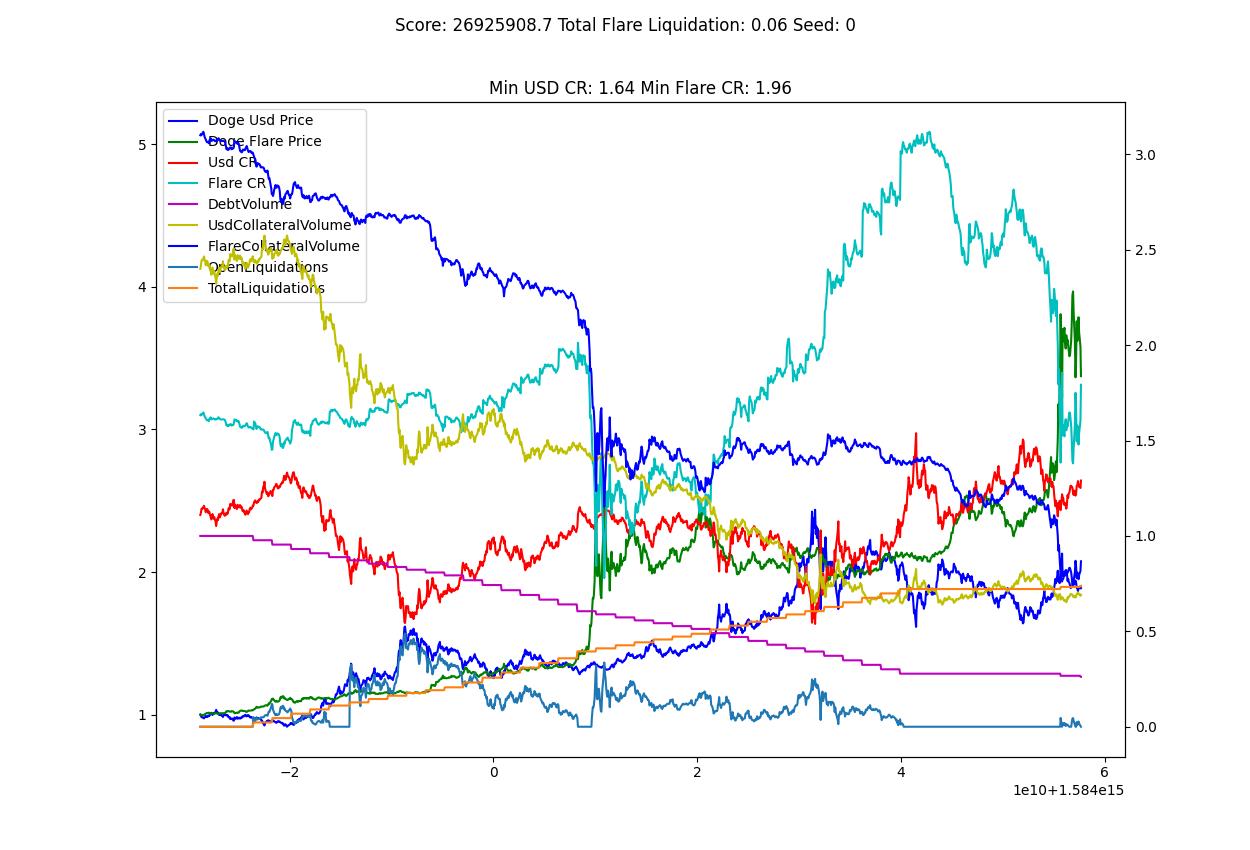 Score: 26925908.7 Total Flare Liquidation: 0.06 Seed: 0
Min USD CR: 1.64 Min Flare CR: 1.96
Doge Usd Price
Doge Flare Price
Usd CR
Flare CR
DebtVolume
UsdCollateralVolume
FlareCollateralVolume
OpenLiquidations
TotalLiquidations
5
4
3
2
1
3.0
2.5
2.0
1.5
1.0
0.5
0.0
−2
0
2
4
6
1e10+1.584e15